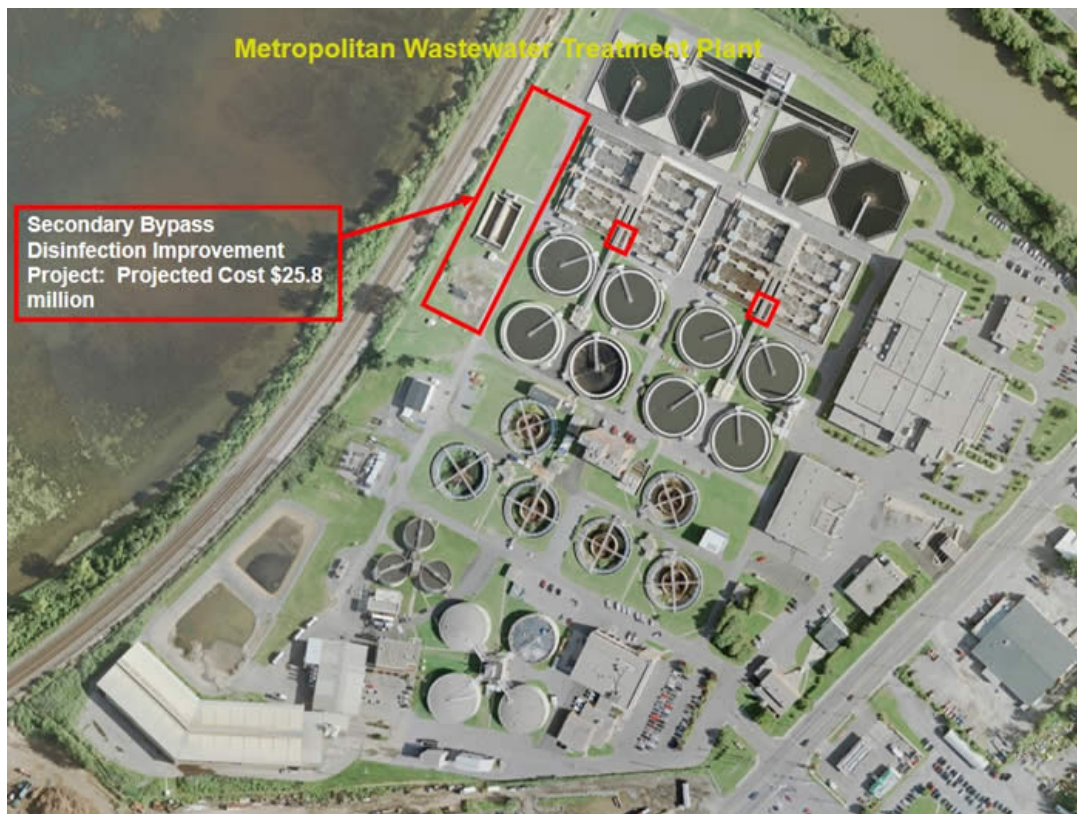 Metropolitan Wastewater Treatment Plant
Secondary Bypass
Disinfection Improvement
Project:  Projected Cost $25.8
million